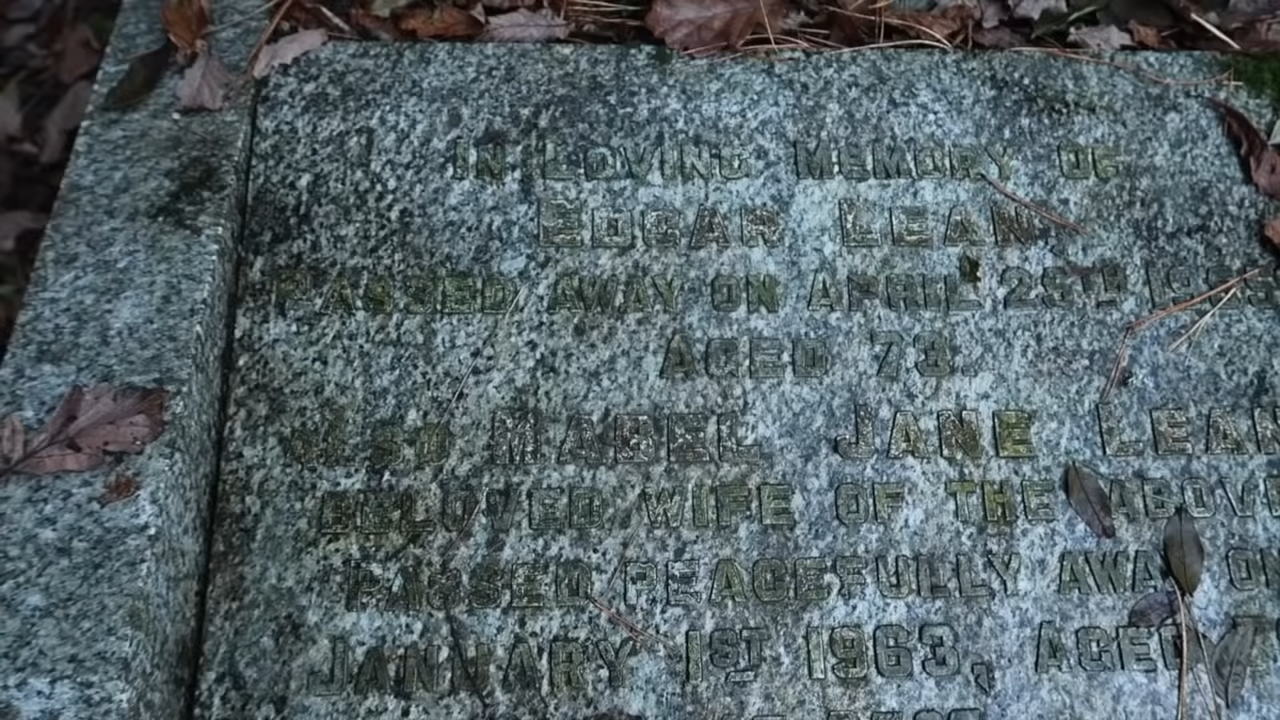 IN LOVING MEMORY OF
EDGAR LEAN.
PASSED AWAY ON APRIL
AGED 73.
ALSO MABEL JANE LEAN
BELOVED WIFE OF THE ABOVE
PASSED PEACEFULLY AWAY ON
JANUARY 1ST 1963, AGED